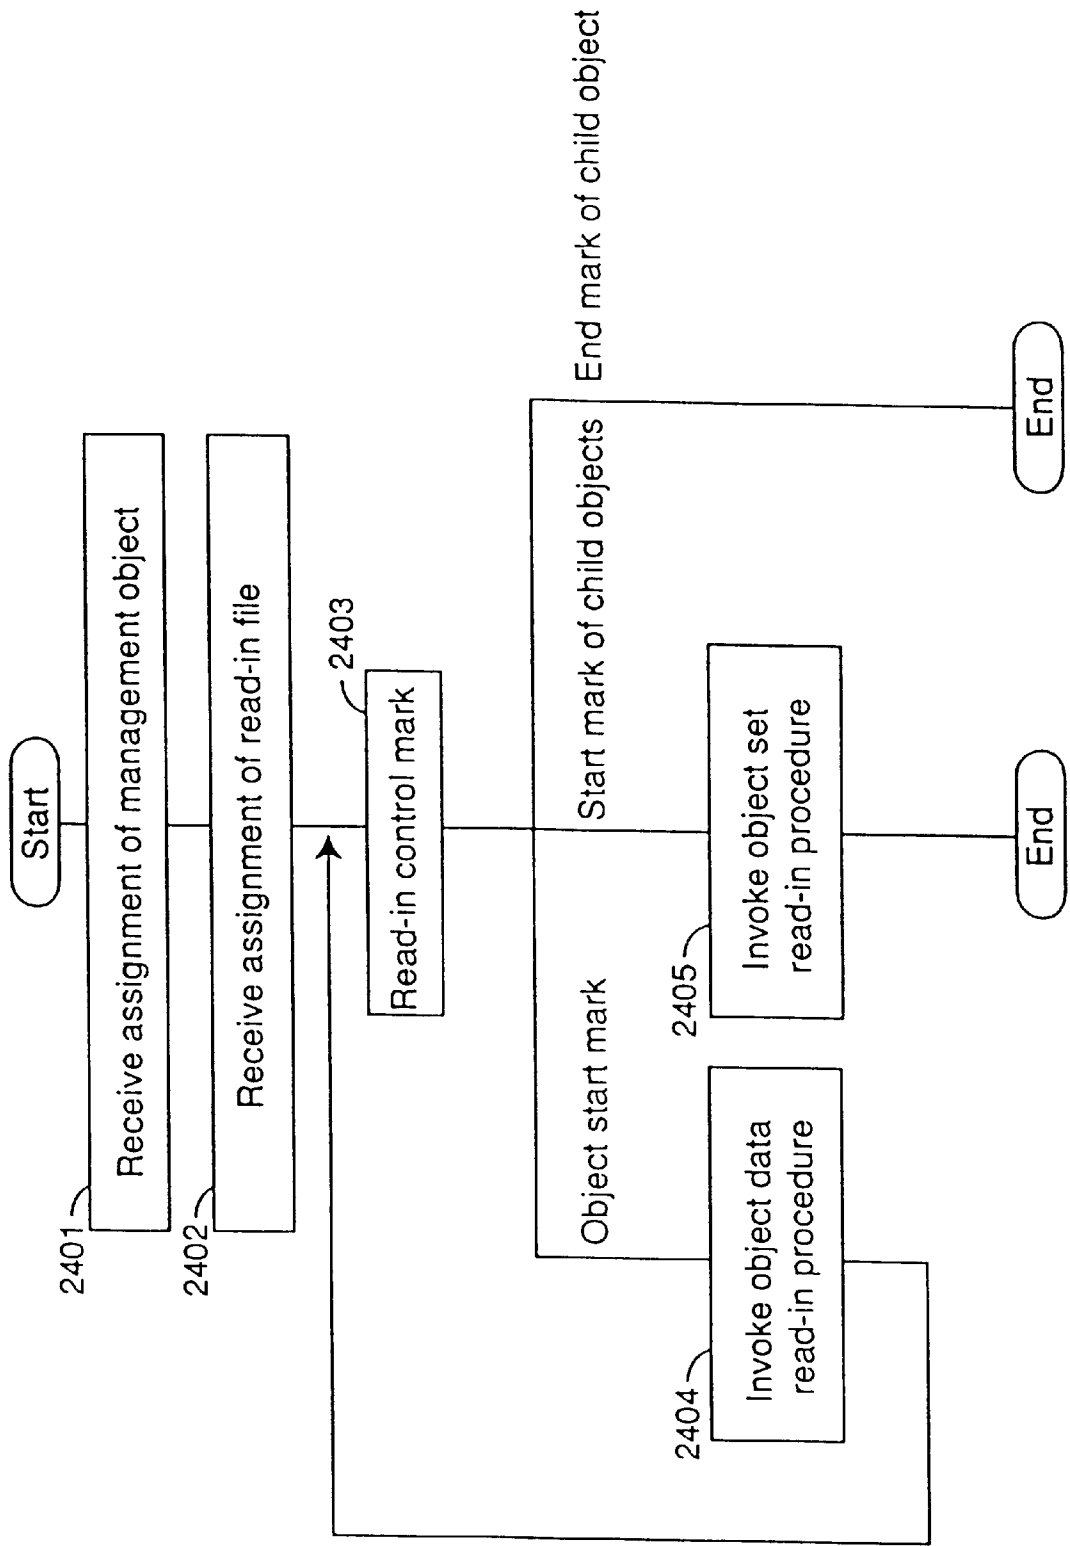 Start
2401
Receive assignment of management object
2402
Receive assignment of read-in file
2403
Read-in control mark
Object start mark
Start mark of child objects
End mark of child object
2404
Invoke object data
read-in procedure
2405
Invoke object set
read-in procedure
End
End